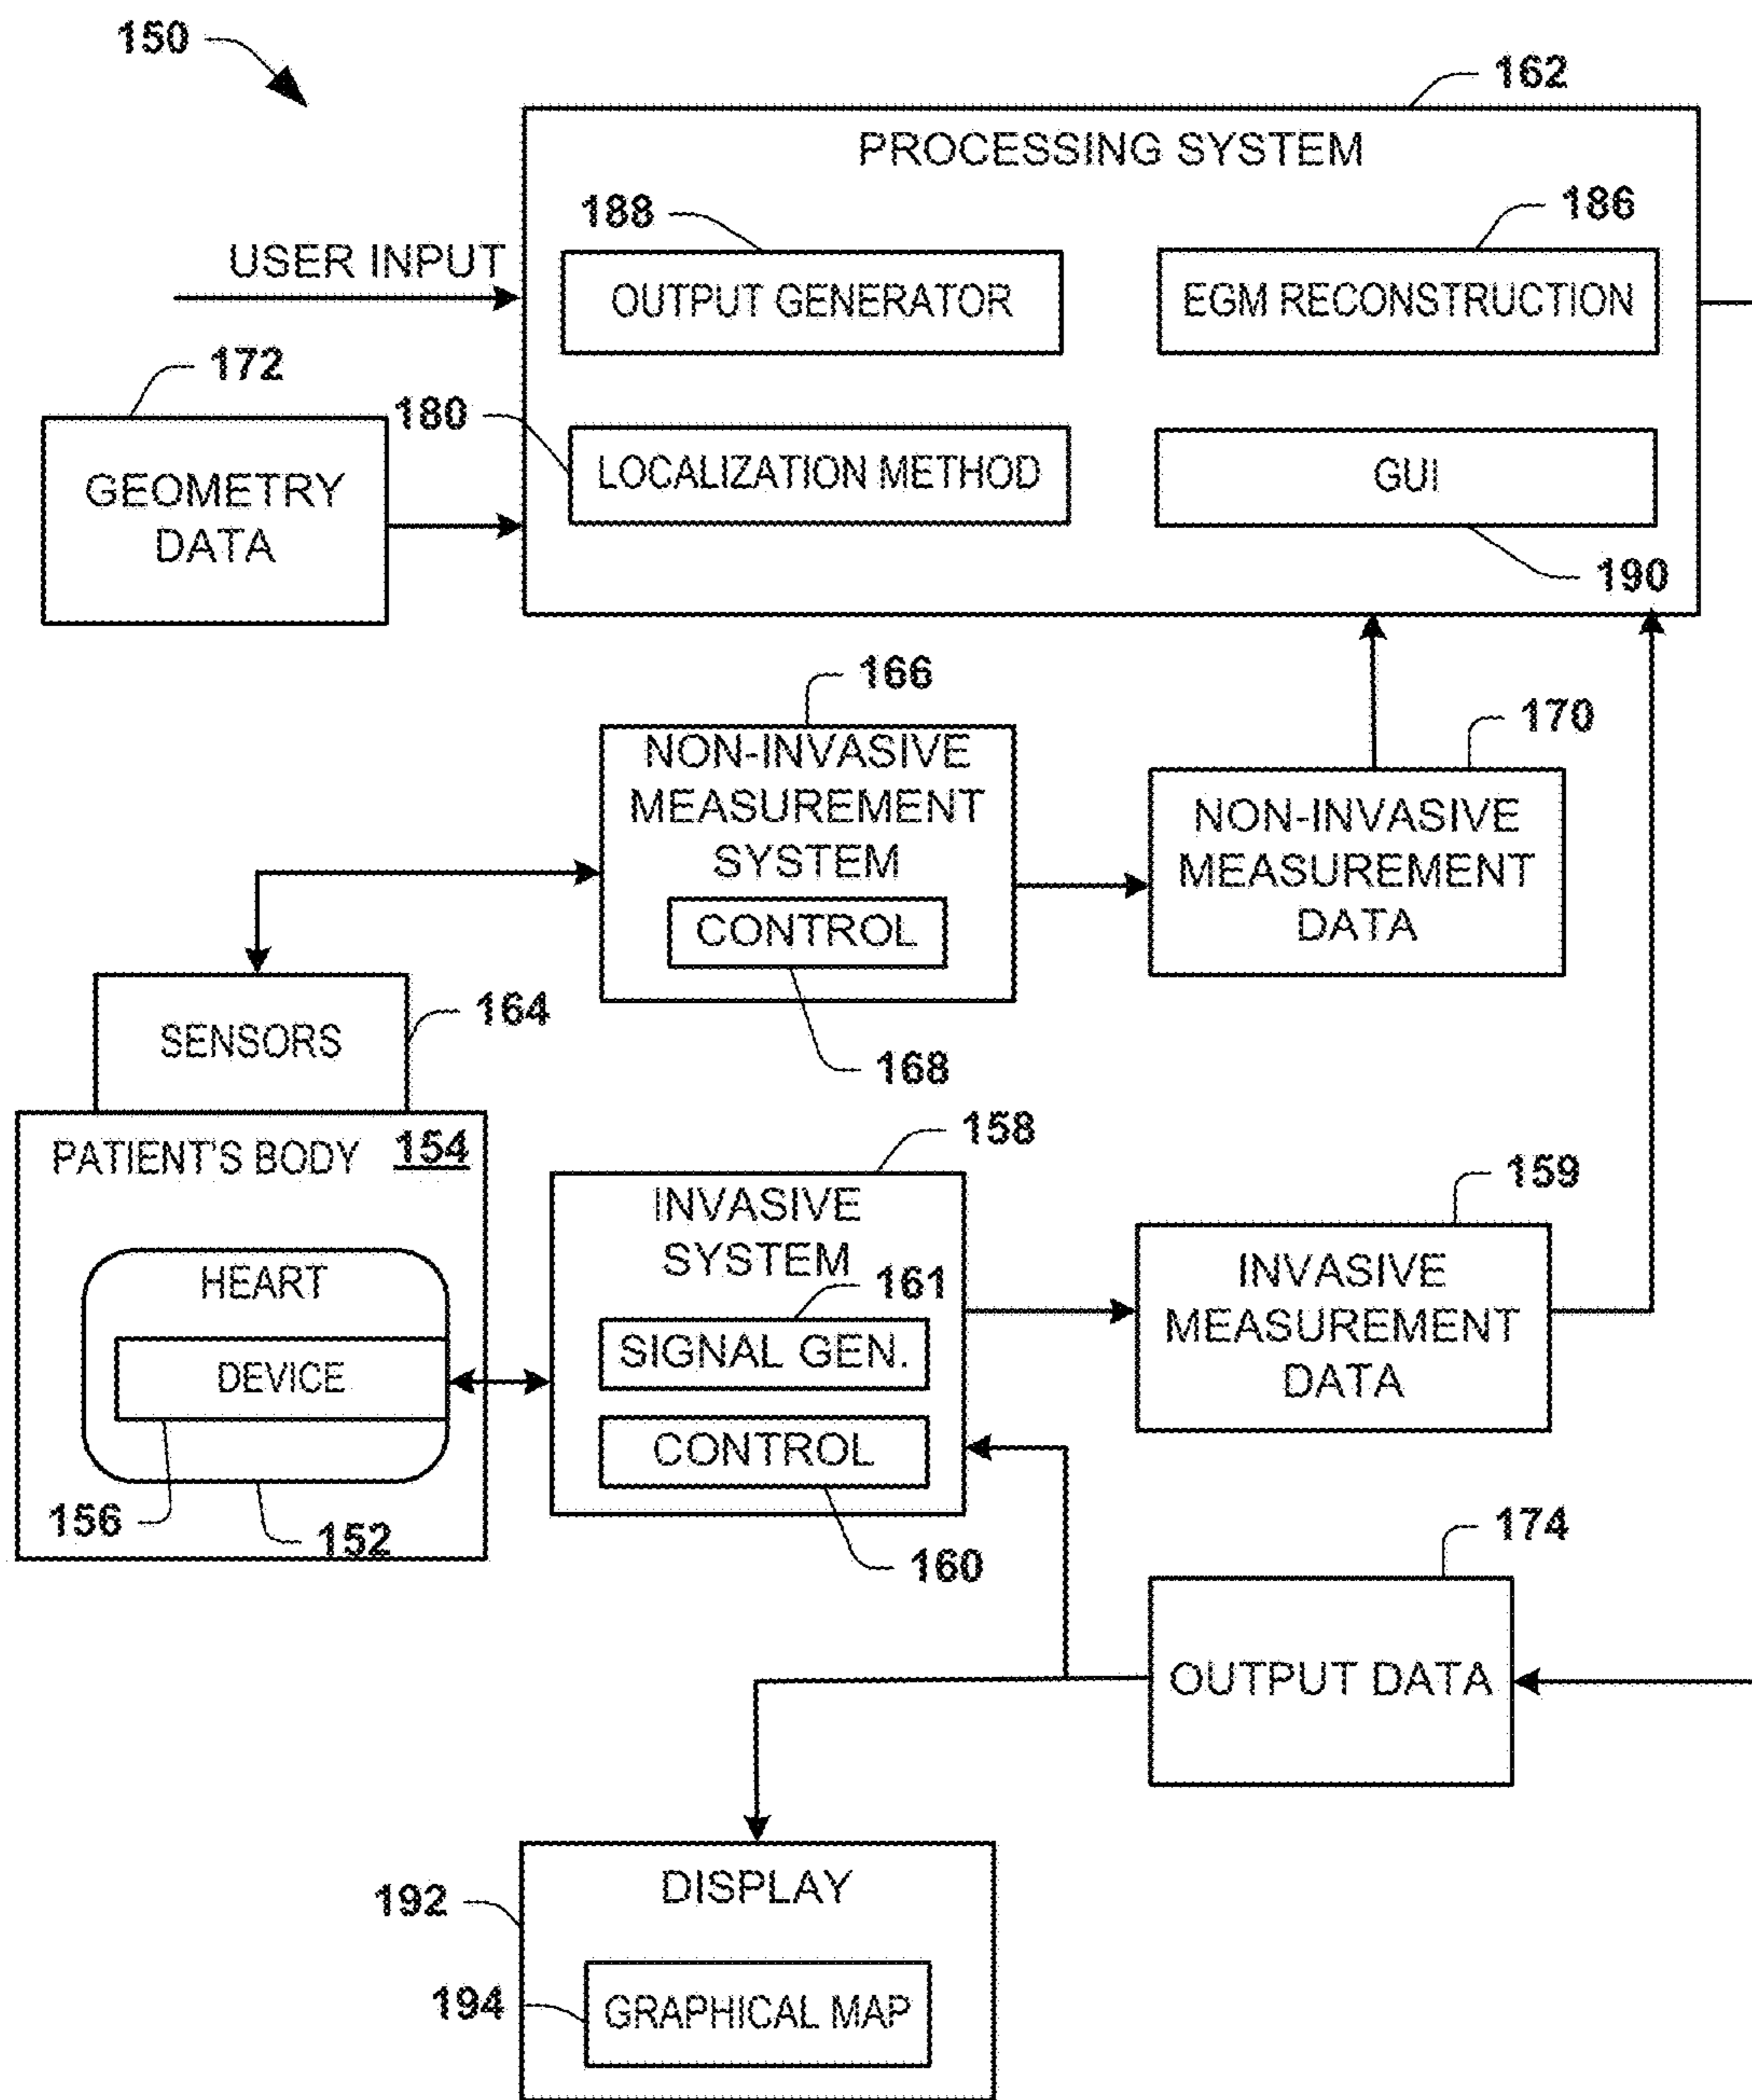 150
162
PROCESSING SYSTEM
188
186
USER INPUT
OUTPUT GENERATOR
EGM RECONSTRUCTION
172
180
GEOMETRY
DATA
LOCALIZATION METHOD
GUI
190
166
NON-INVASIVE
MEASUREMENT
SYSTEM
CONTROL
168
170
NON-INVASIVE
MEASUREMENT
DATA
SENSORS
164
PATIENT'S BODY 154
HEART
DEVICE
156
152
158
INVASIVE
SYSTEM
161
SIGNAL GEN.
CONTROL
160
159
INVASIVE
MEASUREMENT
DATA
174
OUTPUT DATA
192
DISPLAY
194
GRAPHICAL MAP